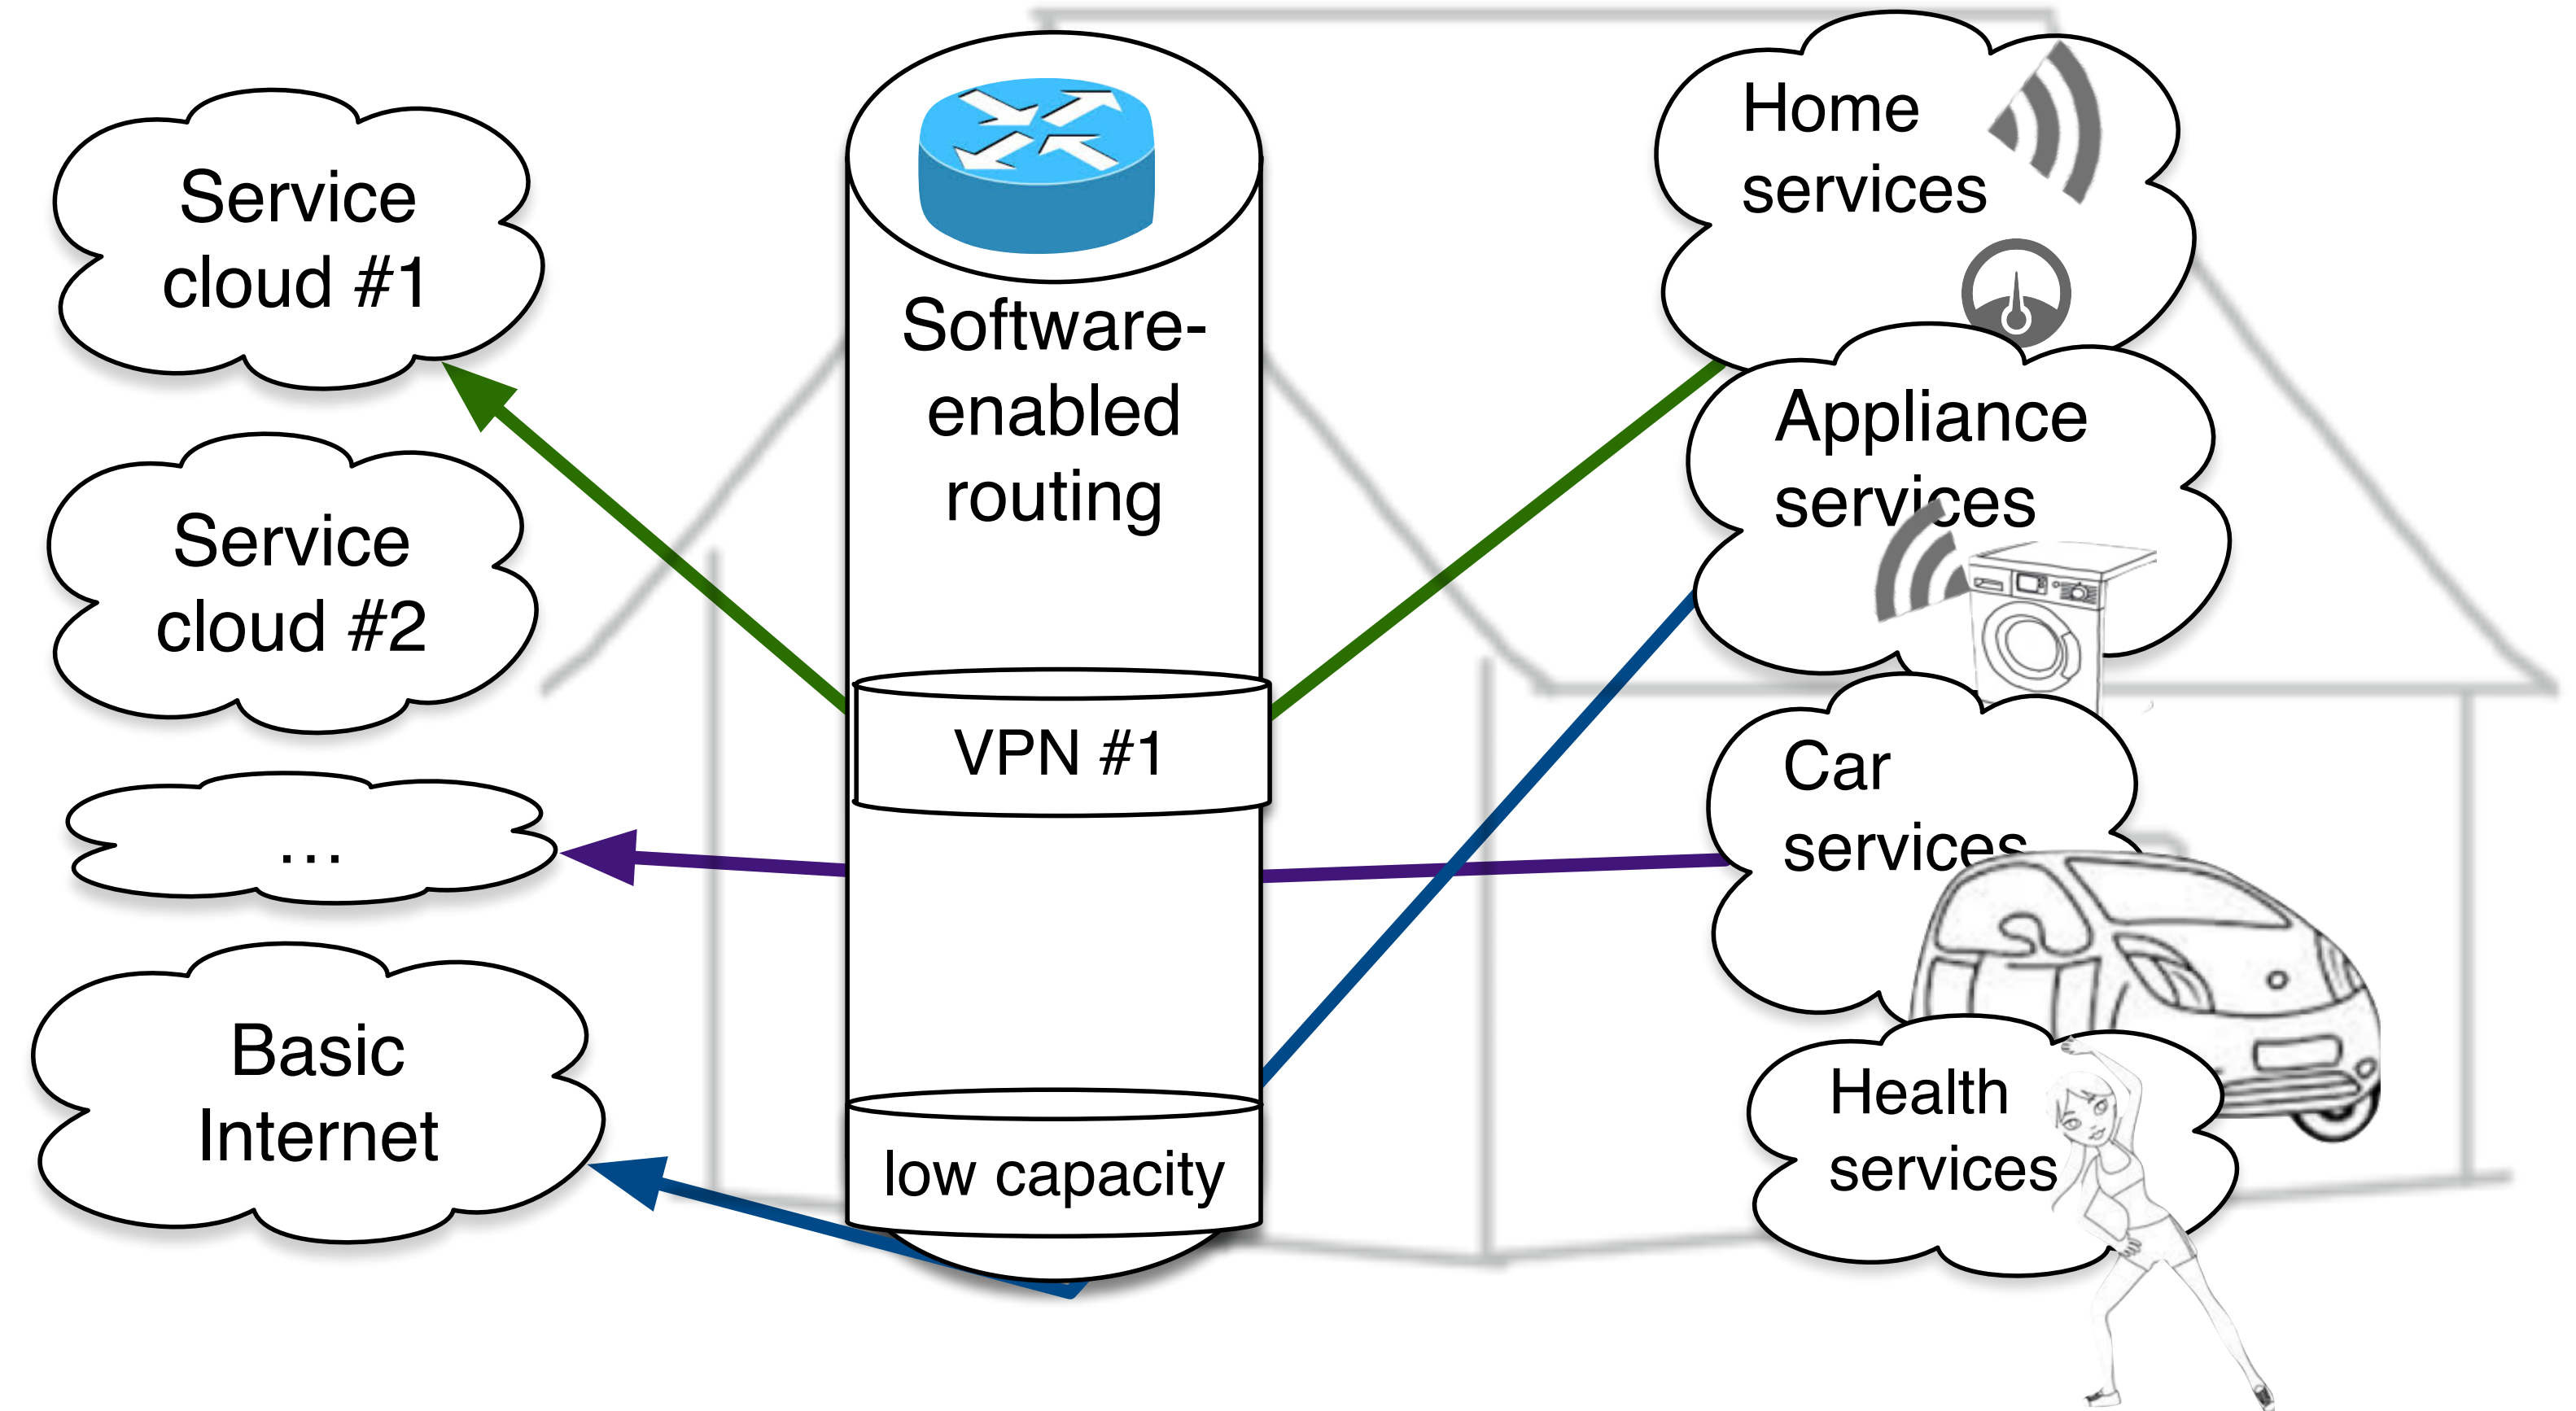 Service
cloud #1
Service
cloud #2
...
Basic
Internet
Software-
enabled
routing
VPN #1
low capacity
Home
services
Appliance
services
Car
services
Health
services